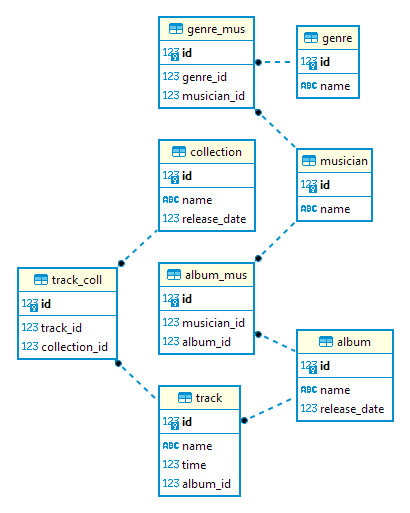 genre_mus
123 id
123 genre_id
123 musician_id
genre
123 id
ABC name
collection
123 id
ABC name
123 release_date
musician
123 id
ABC name
track_coll
123 id
123 track_id
123 collection_id
album_mus
123 id
123 musician_id
123 album_id
album
123 id
ABC name
123 release_date
track
123 id
ABC name
123 time
123 album_id